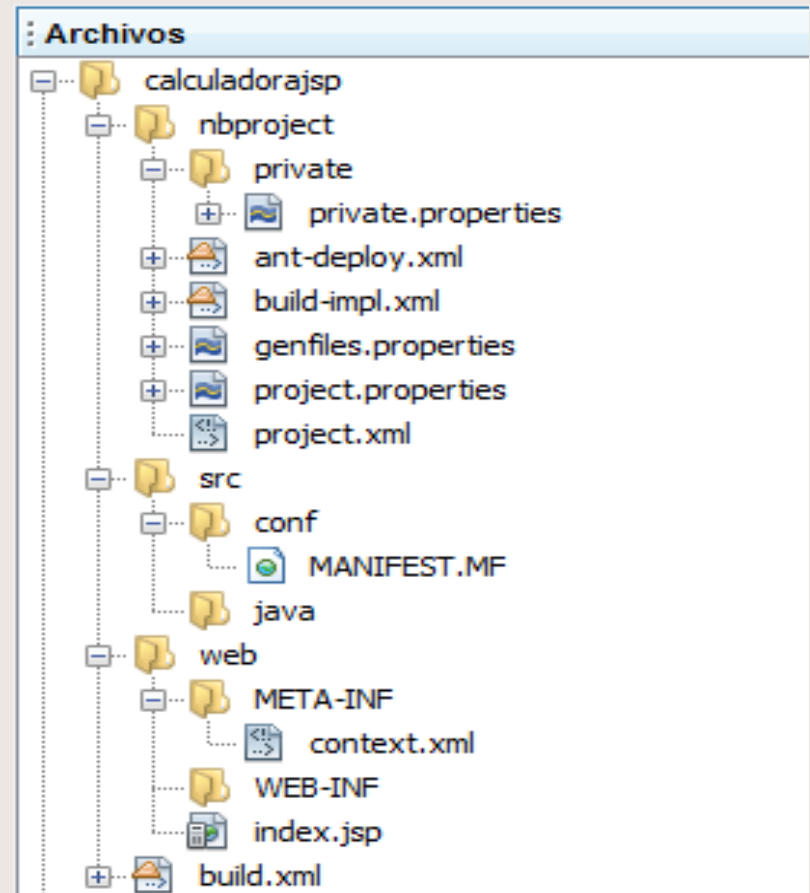 Archivos
calculadorajsp
nbproject
private
private.properties
ant-deploy.xml
build-impl.xml
genfiles.properties
project.properties
project.xml
src
conf
MANIFEST.MF
java
web
META-INF
context.xml
WEB-INF
index.jsp
build.xml